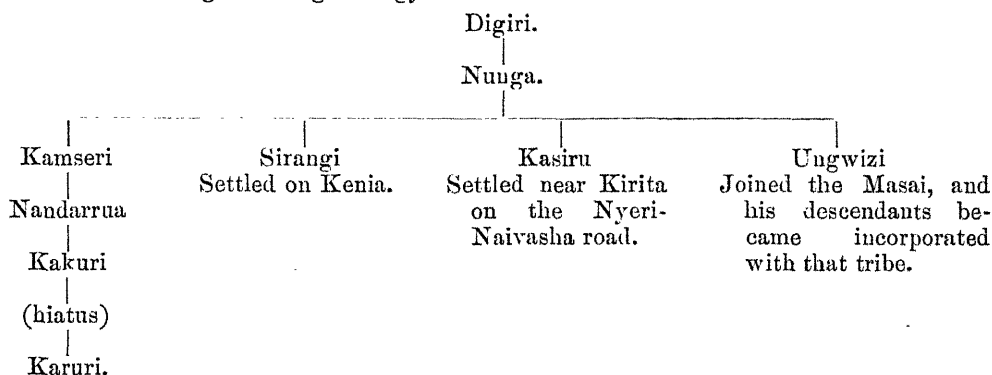 Digiri.
Nunga.
Kamseri Sirangi Kasiru Ungwizi
Settled on Kenia. Settled near Kirita Joined the Masai, and
Nandarrua on the Nyeri- his descendants be-
Naivasha road. came incorporated
Kakuri with that tribe.
(hiatus)
Karuri.